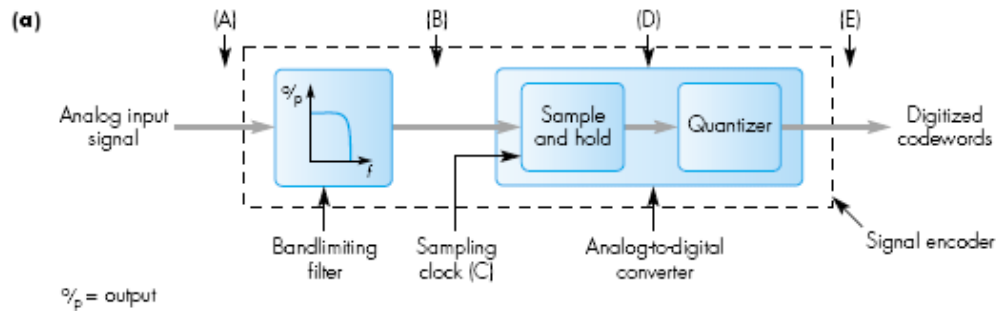 (a)
(A)
(B)
(D)
(E)
Analog input
signal
o/p
f
Sample
and hold
Quantizer
Digitized
codewords
Bandlimiting
filter
Sampling
clock (C)
Analog-to-digital
converter
Signal encoder
o/p = output